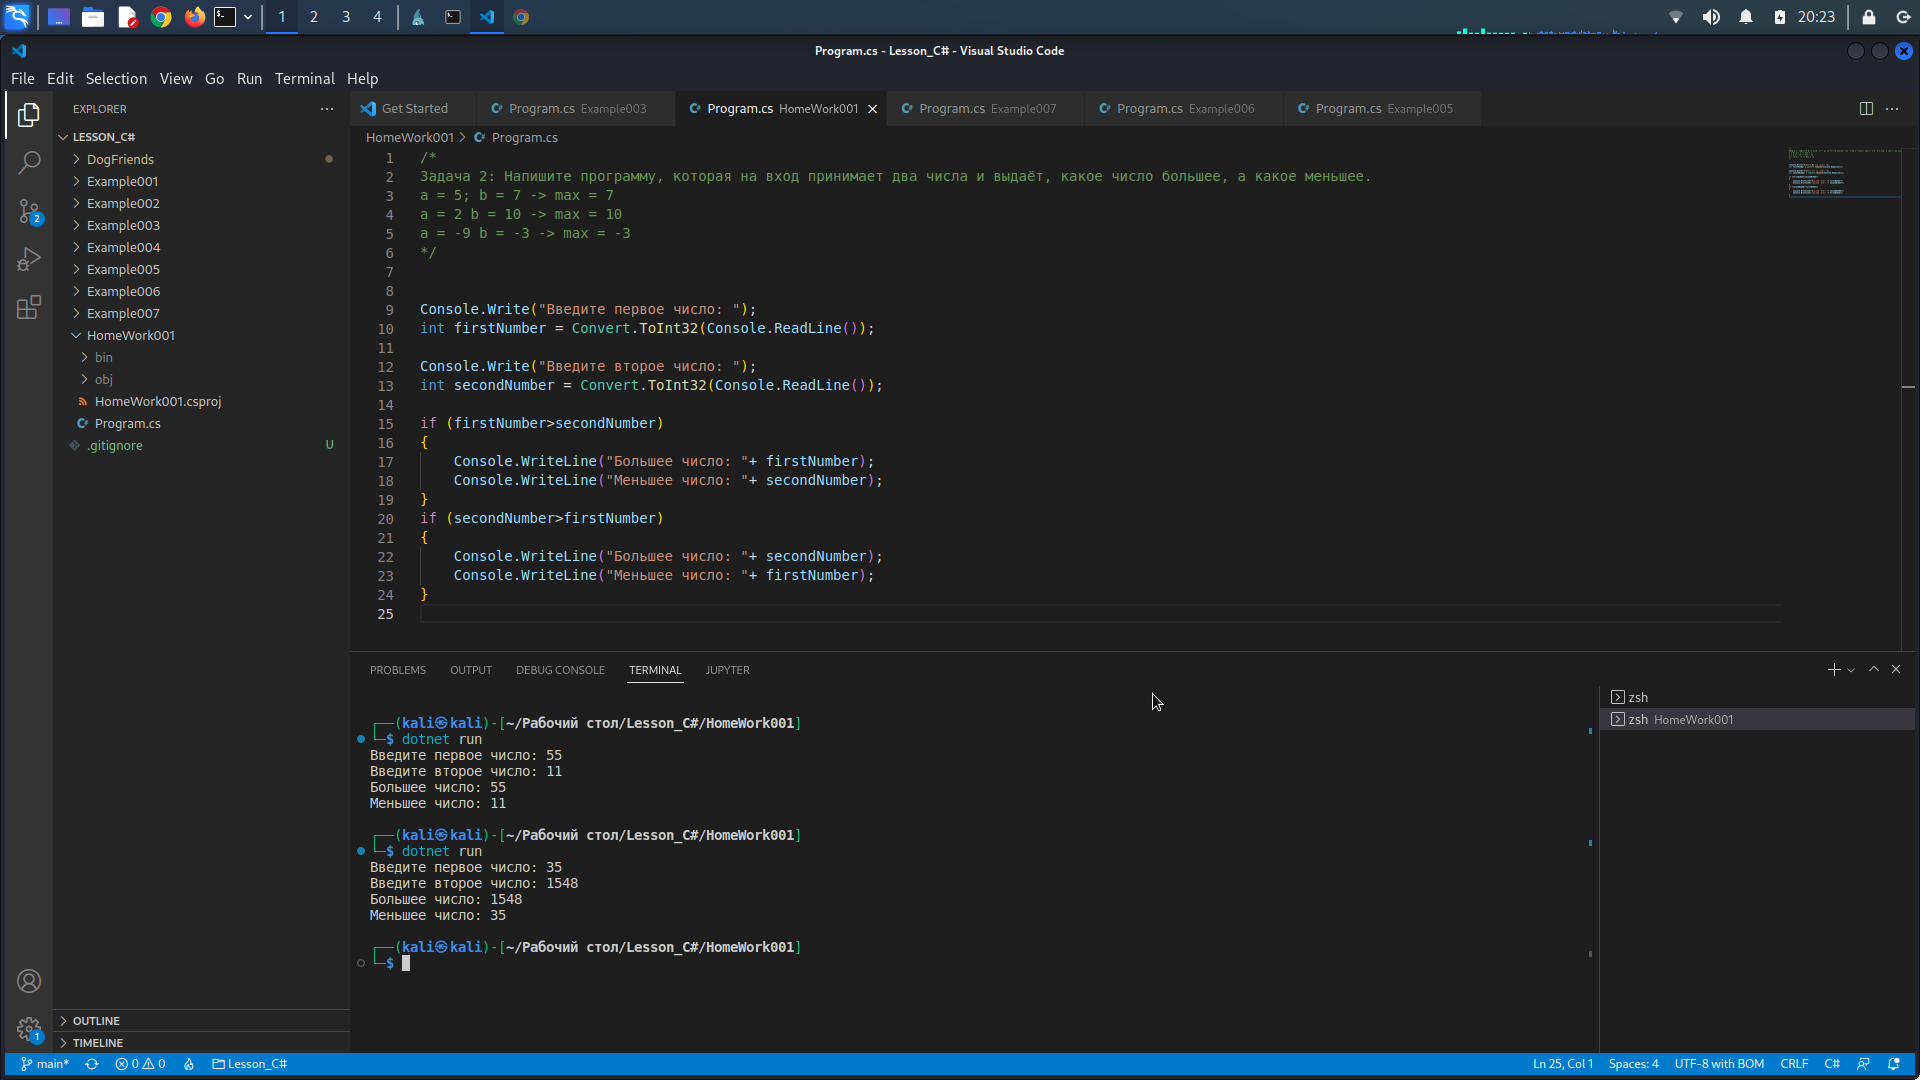 1 2 3 4 20:23
Program.cs - Lesson_C# - Visual Studio Code
File Edit Selection View Go Run Terminal Help
EXPLORER
LESSON_C#
DogFriends
Example001
Example002
Example003
Example004
Example005
Example006
Example007
HomeWork001
bin
obj
HomeWork001.csproj
Program.cs
.gitignore U
2
OUTLINE
TIMELINE
1
Get Started Program.cs Example003 Program.cs HomeWork001 Program.cs Example007 Program.cs Example006 Program.cs Example005
HomeWork001 > Program.cs
1 /*
2 Задача 2: Напишите программу, которая на вход принимает два числа и выдаёт, какое число большее, а какое меньшее.
3 a = 5; b = 7 -> max = 7
4 a = 2 b = 10 -> max = 10
5 a = -9 b = -3 -> max = -3
6 */
7
8
9 Console.Write("Введите первое число: ");
10 int firstNumber = Convert.ToInt32(Console.ReadLine());
11
12 Console.Write("Введите второе число: ");
13 int secondNumber = Convert.ToInt32(Console.ReadLine());
14
15 if (firstNumber>secondNumber)
16 {
17 Console.WriteLine("Большее число: "+ firstNumber);
18 Console.WriteLine("Меньшее число: "+ secondNumber);
19 }
20 if (secondNumber>firstNumber)
21 {
22 Console.WriteLine("Большее число: "+ secondNumber);
23 Console.WriteLine("Меньшее число: "+ firstNumber);
24 }
25
PROBLEMS OUTPUT DEBUG CONSOLE TERMINAL JUPYTER
zsh
zsh HomeWork001
┌──(kali㉿kali)-[~/Рабочий стол/Lesson_C#/HomeWork001]
└─$ dotnet run
Введите первое число: 55
Введите второе число: 11
Большее число: 55
Меньшее число: 11
┌──(kali㉿kali)-[~/Рабочий стол/Lesson_C#/HomeWork001]
└─$ dotnet run
Введите первое число: 35
Введите второе число: 1548
Большее число: 1548
Меньшее число: 35
┌──(kali㉿kali)-[~/Рабочий стол/Lesson_C#/HomeWork001]
└─$
main* 0 0 Lesson_C# Ln 25, Col 1 Spaces: 4 UTF-8 with BOM CRLF C#